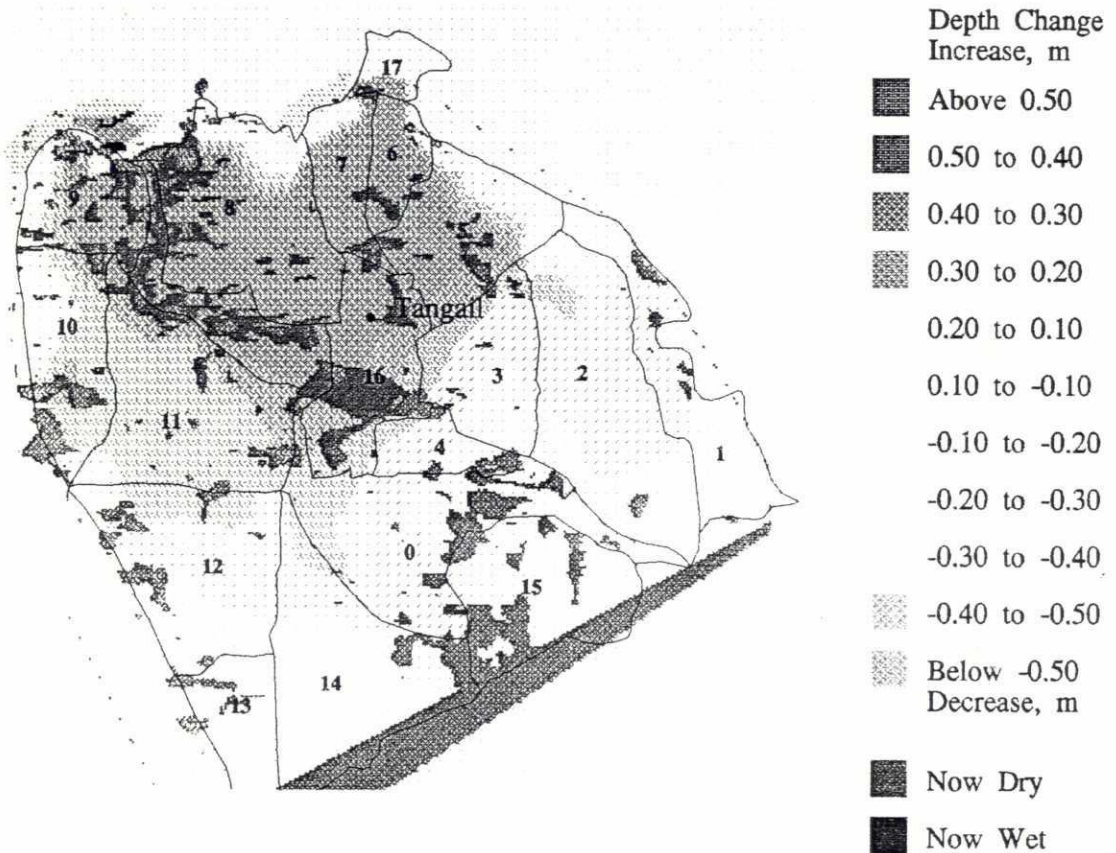 Depth Change
Increase, m
Above 0.50
0.50 to 0.40
0.40 to 0.30
0.30 to 0.20
0.20 to 0.10
0.10 to -0.10
-0.10 to -0.20
-0.20 to -0.30
-0.30 to -0.40
-0.40 to -0.50
Below -0.50
Decrease, m
Now Dry
Now Wet
17
7
6
9
8
5
Tangail
10
16
3
2
11
4
1
0
12
15
14
13